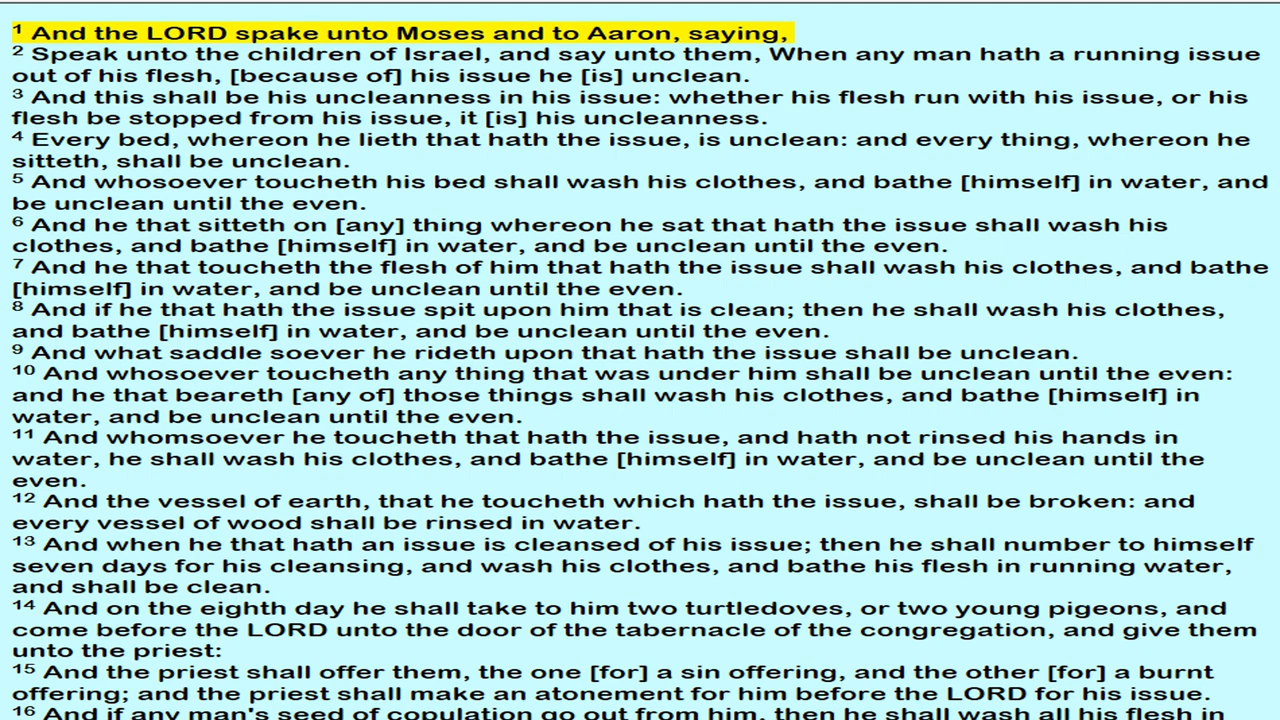 1 And the LORD spake unto Moses and to Aaron, saying,
2 Speak unto the children of Israel, and say unto them, When any man hath a running issue
out of his flesh, [because of] his issue he [is] unclean.
3 And this shall be his uncleanness in his issue: whether his flesh run with his issue, or his
flesh be stopped from his issue, it [is] his uncleanness.
4 Every bed, whereon he lieth that hath the issue, is unclean: and every thing, whereon he
sitteth, shall be unclean.
5 And whosoever toucheth his bed shall wash his clothes, and bathe [himself] in water, and
be unclean until the even.
6 And he that sitteth on [any] thing whereon he sat that hath the issue shall wash his
clothes, and bathe [himself] in water, and be unclean until the even.
7 And he that toucheth the flesh of him that hath the issue shall wash his clothes, and bathe
[himself] in water, and be unclean until the even.
8 And if he that hath the issue spit upon him that is clean; then he shall wash his clothes,
and bathe [himself] in water, and be unclean until the even.
9 And what saddle soever he rideth upon that hath the issue shall be unclean.
10 And whosoever toucheth any thing that was under him shall be unclean until the even:
and he that beareth [any of] those things shall wash his clothes, and bathe [himself] in
water, and be unclean until the even.
11 And whomsoever he toucheth that hath the issue, and hath not rinsed his hands in
water, he shall wash his clothes, and bathe [himself] in water, and be unclean until the
even.
12 And the vessel of earth, that he toucheth which hath the issue, shall be broken: and
every vessel of wood shall be rinsed in water.
13 And when he that hath an issue is cleansed of his issue; then he shall number to himself
seven days for his cleansing, and wash his clothes, and bathe his flesh in running water,
and shall be clean.
14 And on the eighth day he shall take to him two turtledoves, or two young pigeons, and
come before the LORD unto the door of the tabernacle of the congregation, and give them
unto the priest:
15 And the priest shall offer them, the one [for] a sin offering, and the other [for] a burnt
offering; and the priest shall make an atonement for him before the LORD for his issue.
16 And if any man's seed of copulation go out from him, then he shall wash all his flesh in